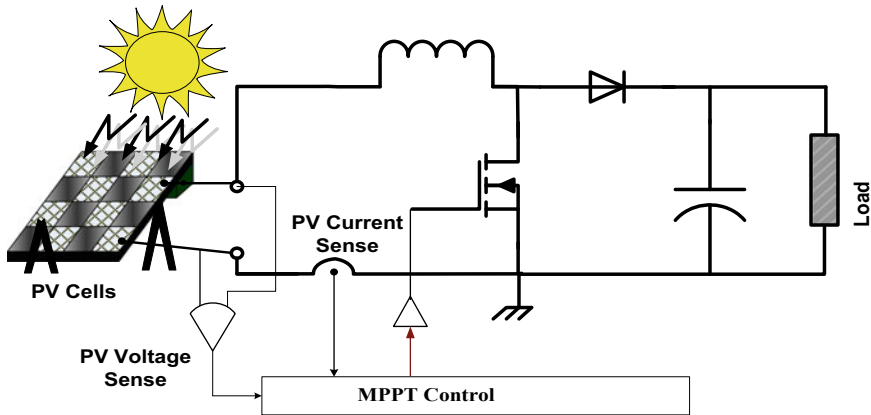 PV Current
Sense
Load
PV Cells
PV Voltage
Sense
MPPT Control